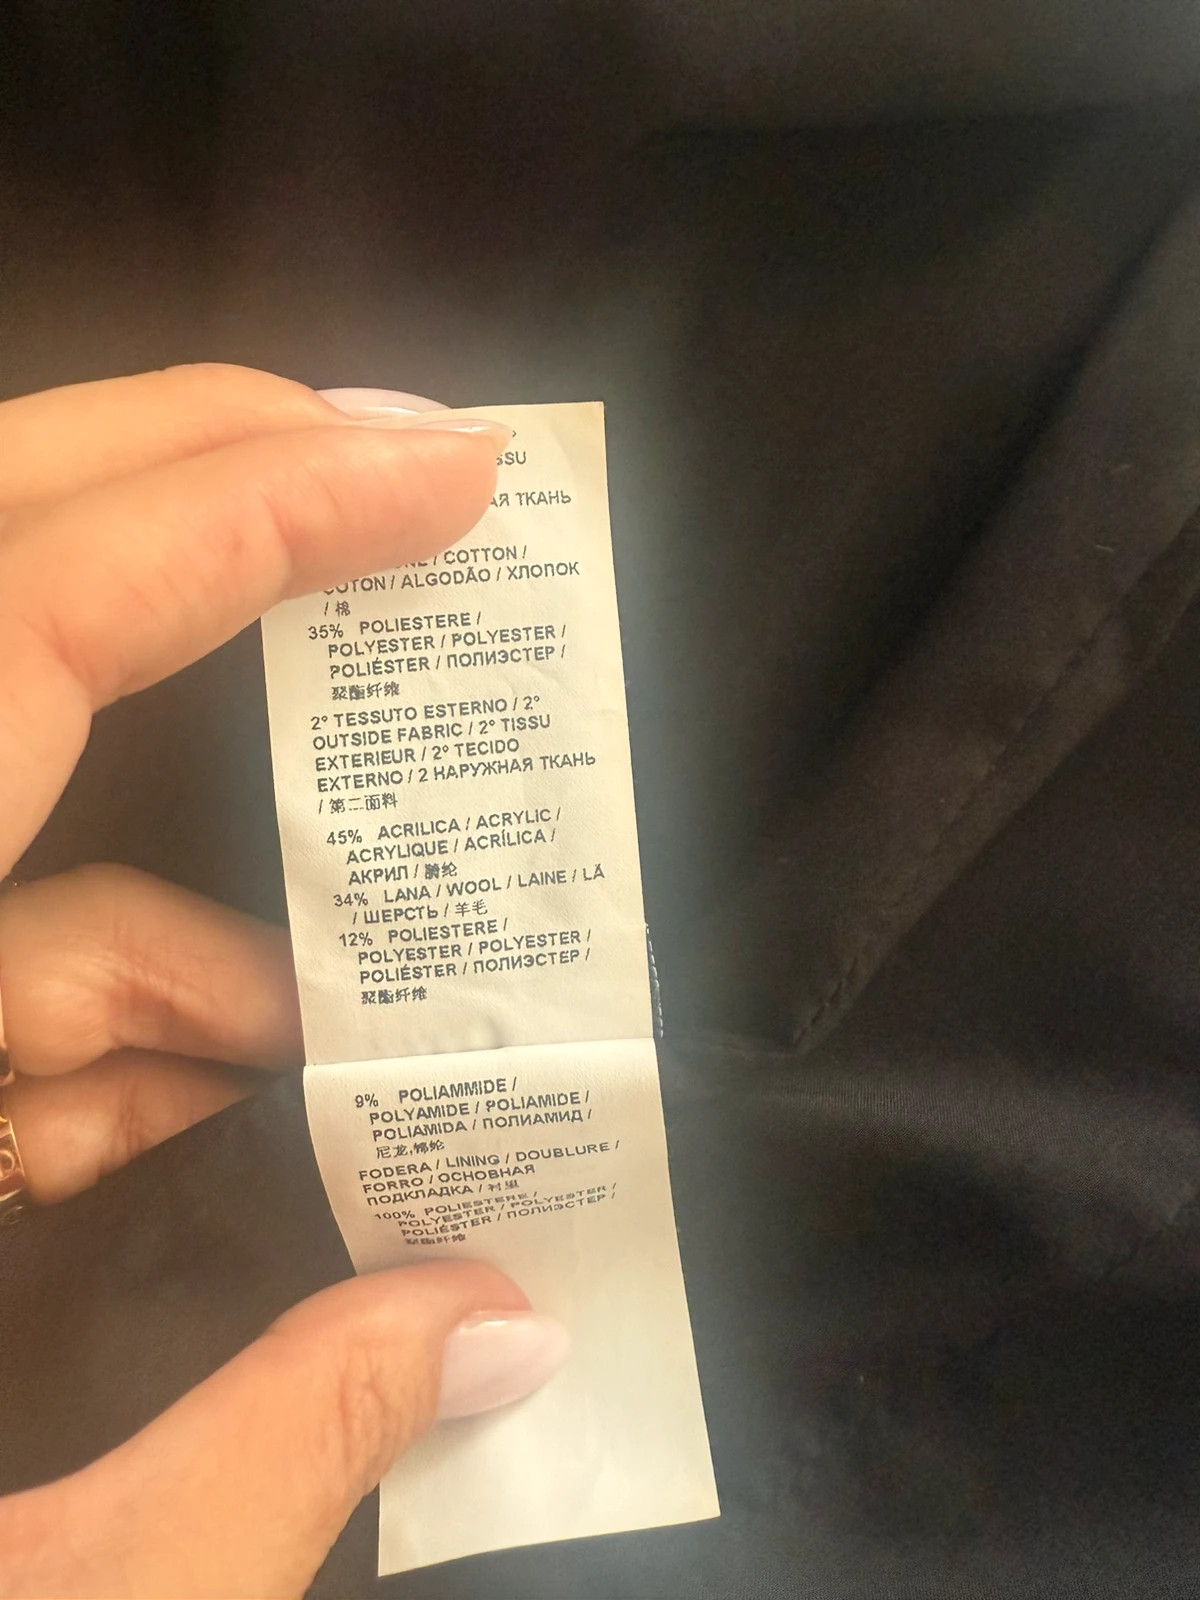 ТКАНЬ
/ COTTON /
/ ALGODÃO / ХЛОПОК
/ 棉
35% POLIESTERE /
POLYESTER / POLYESTER /
POLIÉSTER / ПОЛИЭСТЕР /
聚酯纤维
2° TESSUTO ESTERNO / 2°
OUTSIDE FABRIC / 2° TISSU
EXTERIEUR / 2° TECIDO
EXTERNO / 2 НАРУЖНАЯ ТКАНЬ
/ 第二面料
45% ACRILICA / ACRYLIC /
ACRYLIQUE / ACRÍLICA /
АКРИЛ / 腈纶
34% LANA / WOOL / LAINE / LÃ
/ ШЕРСТЬ / 羊毛
12% POLIESTERE /
POLYESTER / POLYESTER /
POLIÉSTER / ПОЛИЭСТЕР /
聚酯纤维
9% POLIAMMIDE /
POLYAMIDE / POLIAMIDE /
POLIAMIDA / ПОЛИАМИД /
尼龙,锦纶
FODERA / LINING / DOUBLURE /
FORRO / ОСНОВНАЯ
ПОДКЛАДКА / 衬里
100% POLIESTERE /
POLYESTER / POLYESTER /
POLIÉSTER / ПОЛИЭСТЕР /
聚酯纤维